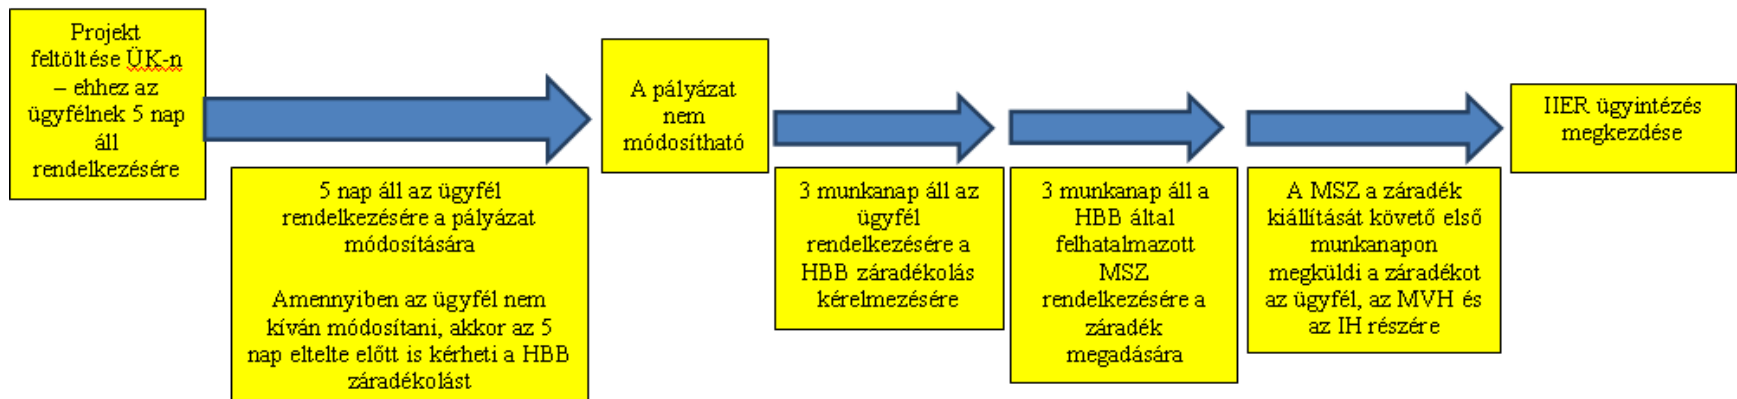 Projekt
feltöltése ÜK-n
– ehhez az
ügyfélnek 5 nap
áll
rendelkezésére
5 nap áll az ügyfél
rendelkezésére a pályázat
módosítására
Amennyiben az ügyfél nem
kíván módosítani, akkor az 5
nap eltelte előtt is kérheti a HBB
záradékolást
A pályázat
nem
módosítható
3 munkanap áll az
ügyfél
rendelkezésére a
HBB záradékolás
kérelmezésére
3 munkanap áll a
HBB által
felhatalmazott
MSZ
rendelkezésére a
záradék
megadására
A MSZ a záradék
kiállítását követő első
munkanapon
megküldi a záradékot
az ügyfél, az MVH és
az IH részére
IIER ügyintézés
megkezdése